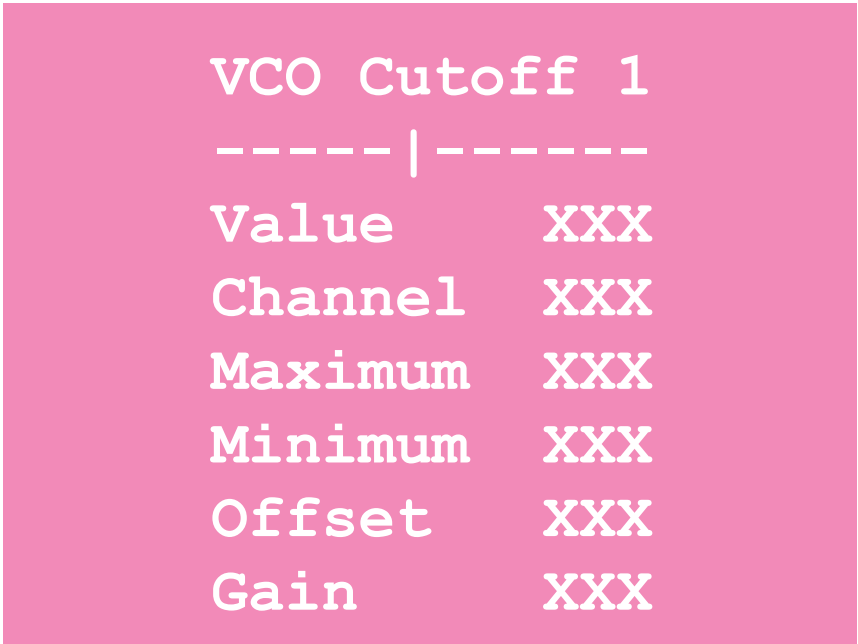 VCO Cutoff 1
-----|------
Value    XXX
Channel  XXX
Maximum  XXX
Minimum  XXX
Offset   XXX
Gain     XXX